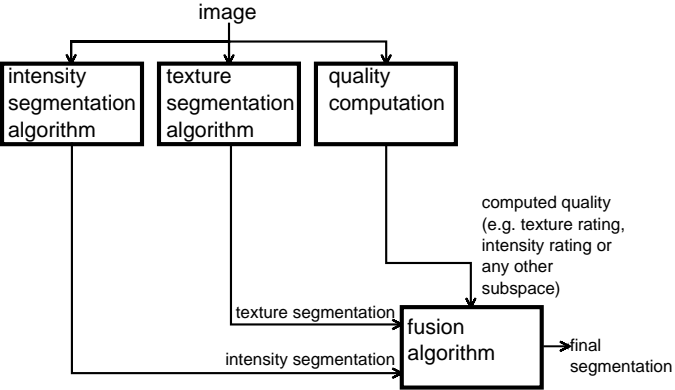 image
intensity
segmentation
algorithm
texture
segmentation
algorithm
quality
computation
computed quality
(e.g. texture rating,
intensity rating or
any other
subspace)
texture segmentation
intensity segmentation
fusion
algorithm
final
segmentation